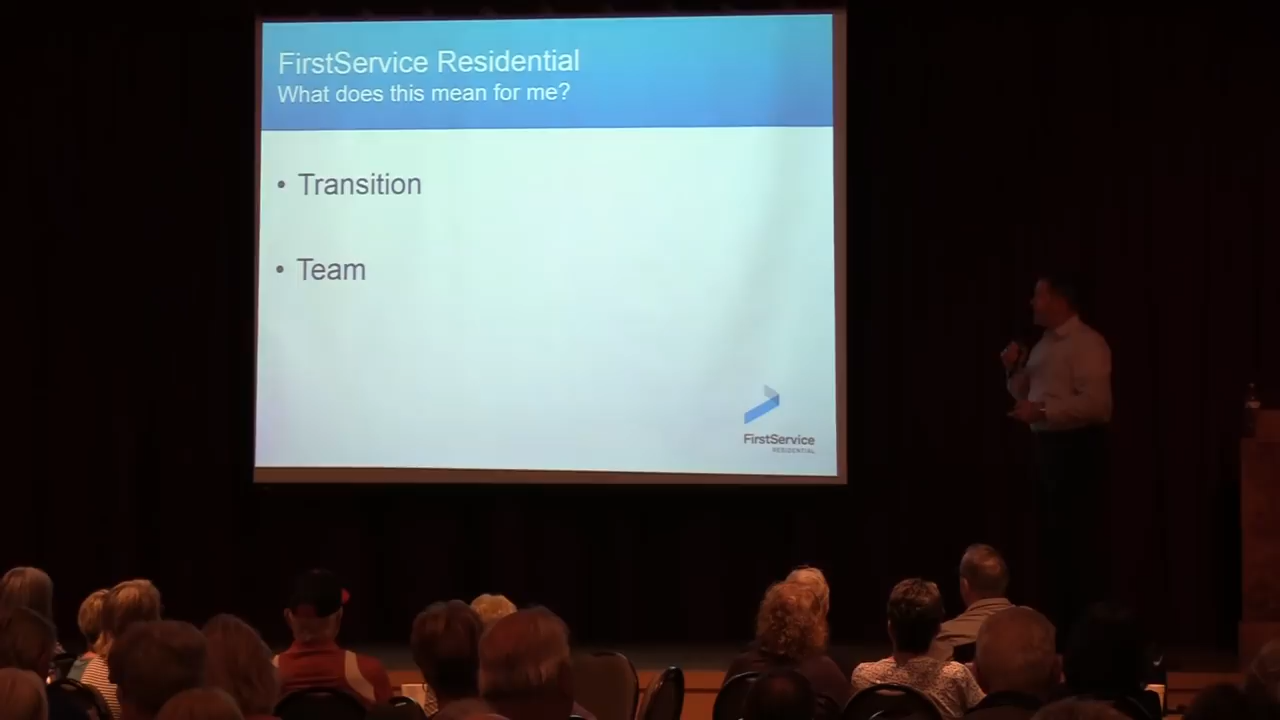 FirstService Residential
What does this mean for me?
• Transition
• Team
FirstService
RESIDENTIAL